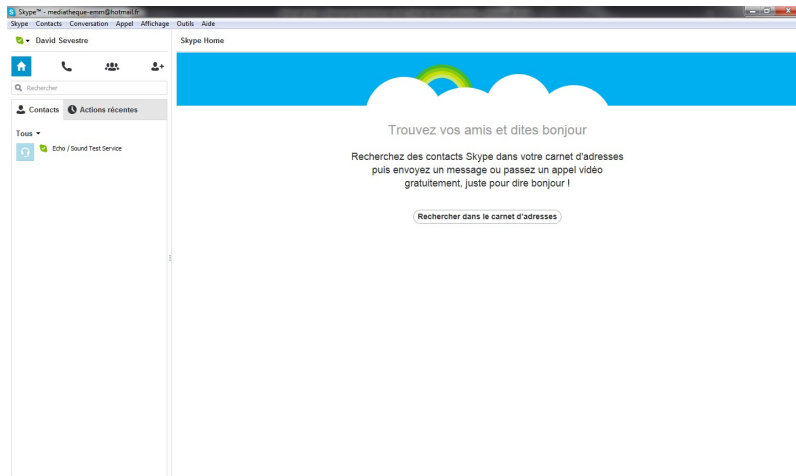 Skype™ - mediatheque-emm@hotmail.fr
Skype Contacts Conversation Appel Affichage Outils Aide
David Sevestre
Skype Home
Rechercher
Contacts Actions récentes
Tous
Echo / Sound Test Service
Trouvez vos amis et dites bonjour
Recherchez des contacts Skype dans votre carnet d'adresses
puis envoyez un message ou passez un appel vidéo
gratuitement, juste pour dire bonjour !
Rechercher dans le carnet d'adresses